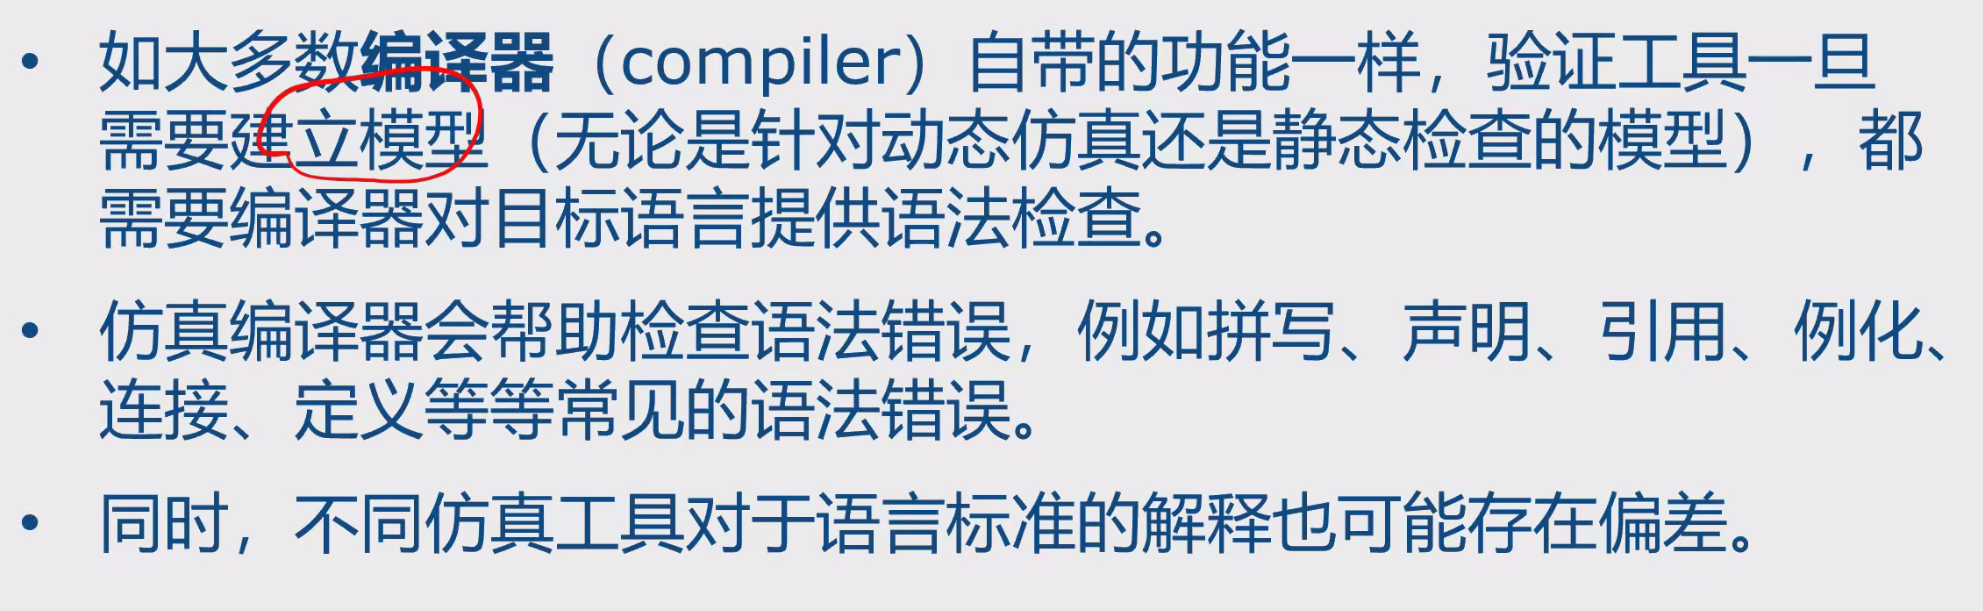 • 如大多数编译器（compiler）自带的功能一样，验证工具一旦
需要建立模型（无论是针对动态仿真还是静态检查的模型），都
需要编译器对目标语言提供语法检查。
• 仿真编译器会帮助检查语法错误，例如拼写、声明、引用、例化、
连接、定义等等常见的语法错误。
• 同时，不同仿真工具对于语言标准的解释也可能存在偏差。